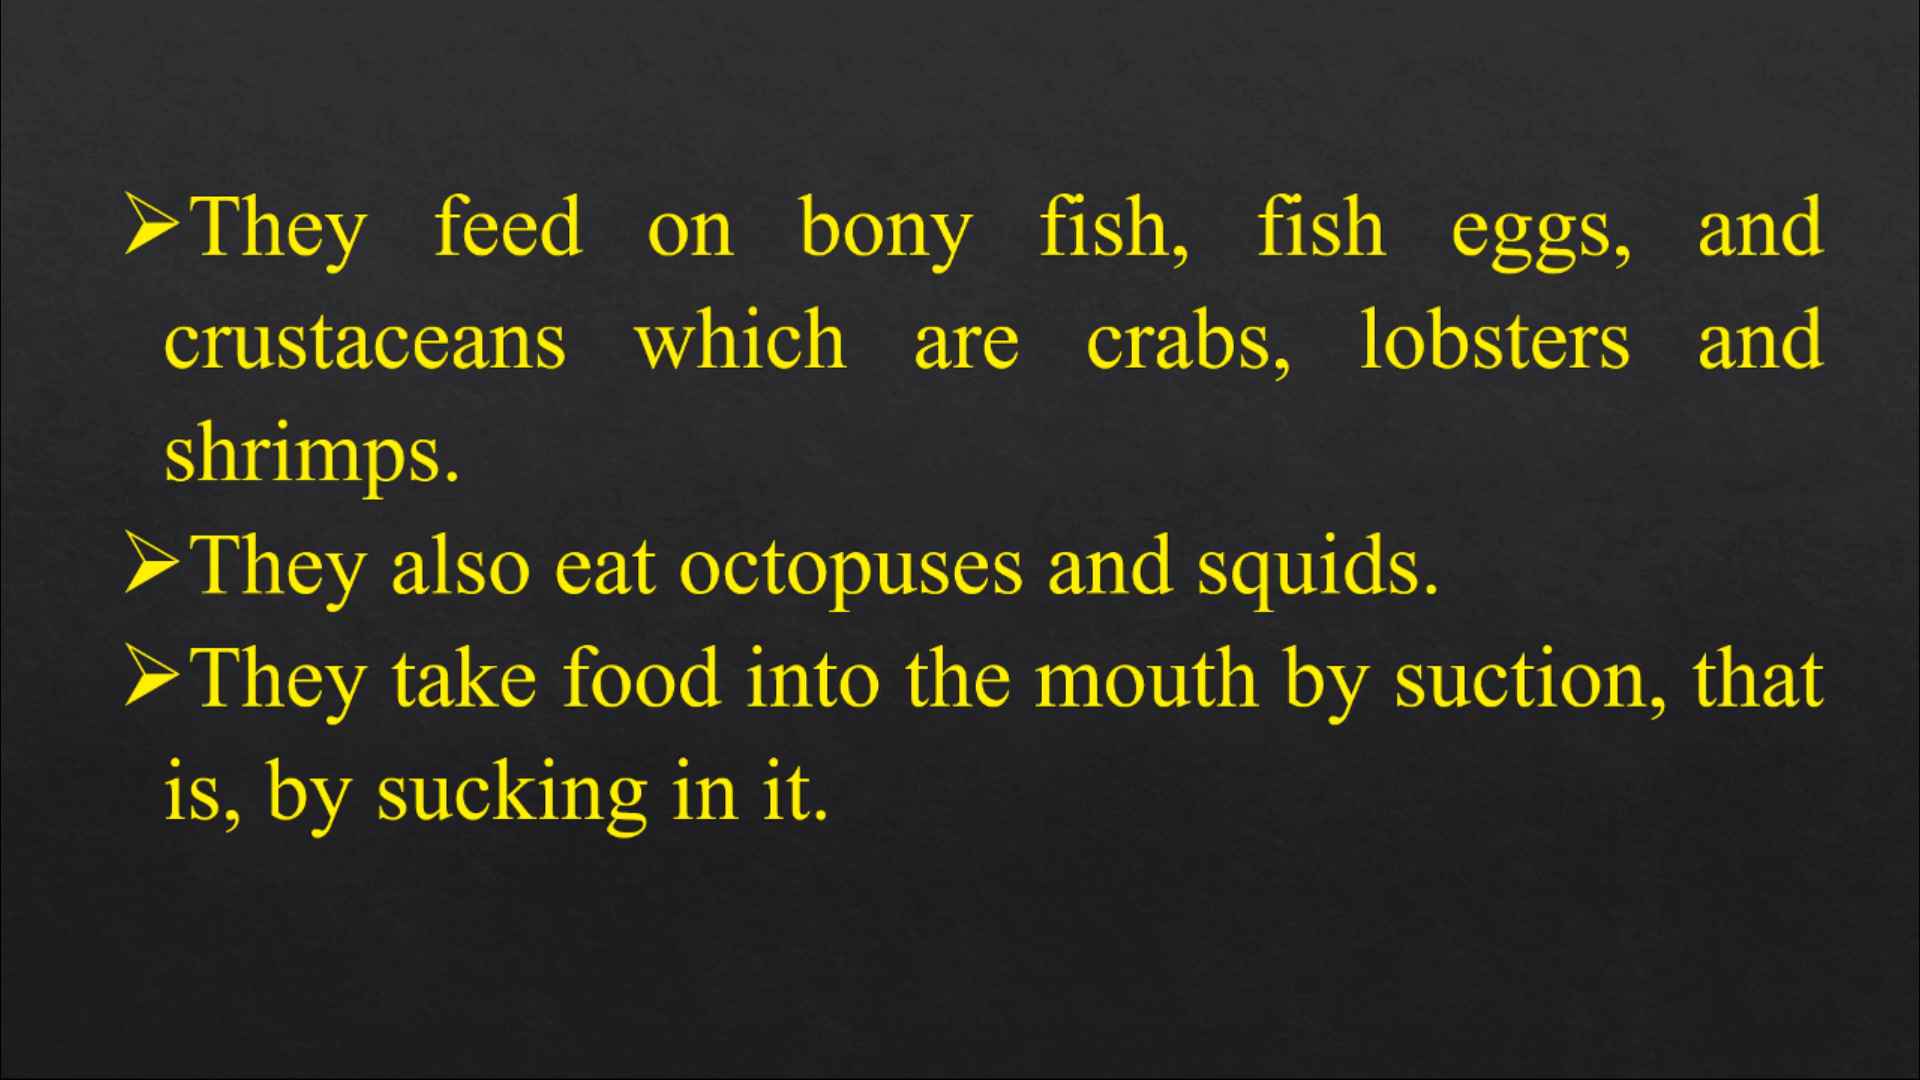 ➢They feed on bony fish, fish eggs, and
crustaceans which are crabs, lobsters and
shrimps.
➢They also eat octopuses and squids.
➢They take food into the mouth by suction, that
is, by sucking in it.